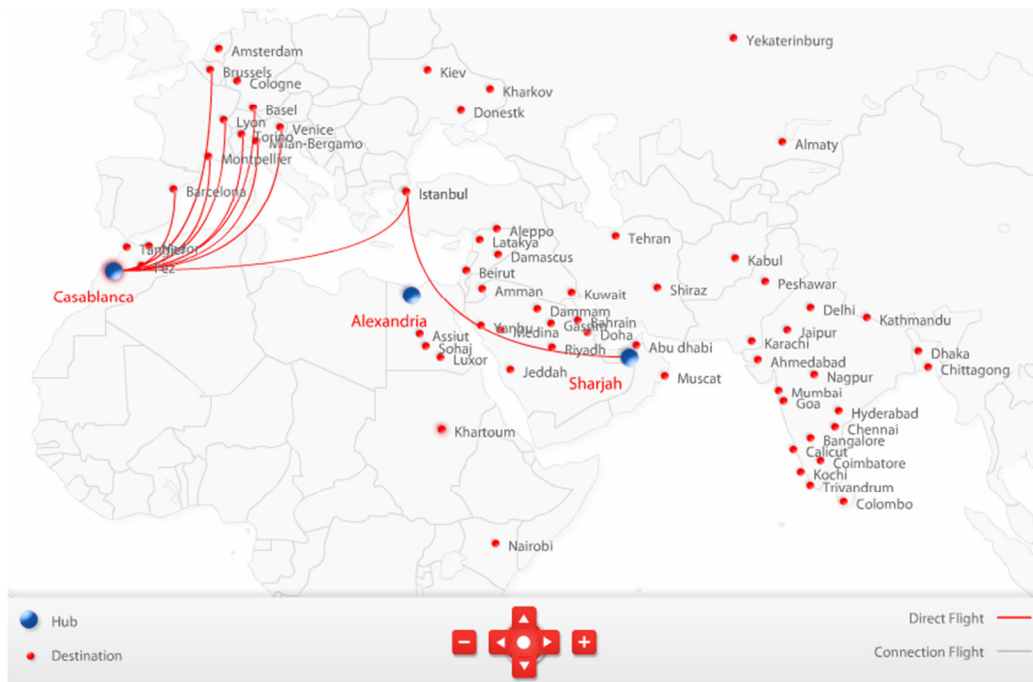 Amsterdam
Yekaterinburg
Brussels
Cologne
Kiev
Kharkov
Basel
Donestk
Lyon
Venice
Torino
Milan-Bergamo
Almaty
Montpellier
Barcelona
Istanbul
Aleppo
Tehran
Latakya
Tangier
Nador
Damascus
Kabul
Fez
Beirut
Peshawar
Casablanca
Amman
Kuwait
Shiraz
Dammam
Delhi
Alexandria
Kathmandu
Yanbu
Medina
Gassim
Bahrain
Doha
Jaipur
Assiut
Karachi
Sohaj
Riyadh
Abu dhabi
Dhaka
Luxor
Ahmedabad
Chittagong
Jeddah
Sharjah
Muscat
Nagpur
Mumbai
Goa
Hyderabad
Khartoum
Chennai
Bangalore
Calicut
Coimbatore
Kochi
Trivandrum
Colombo
Nairobi
Hub
Direct Flight
Destination
Connection Flight